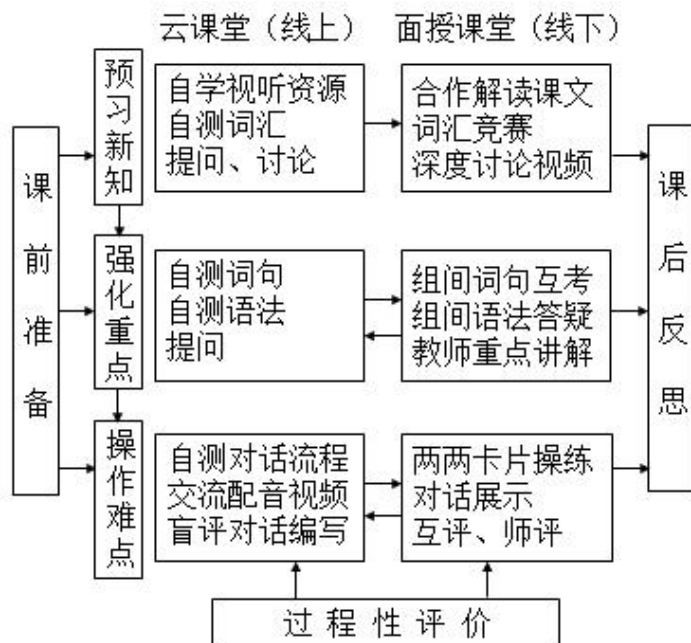 云课堂（线上）
面授课堂（线下）
课前准备
预习新知
自学视听资源
自测词汇
提问、讨论
合作解读课文
词汇竞赛
深度讨论视频
强化重点
自测词句
自测语法
提问
组间词句互考
组间语法答疑
教师重点讲解
操作难点
自测对话流程
交流配音视频
盲评对话编写
两两卡片操练
对话展示
互评、师评
课后反思
过程性评价